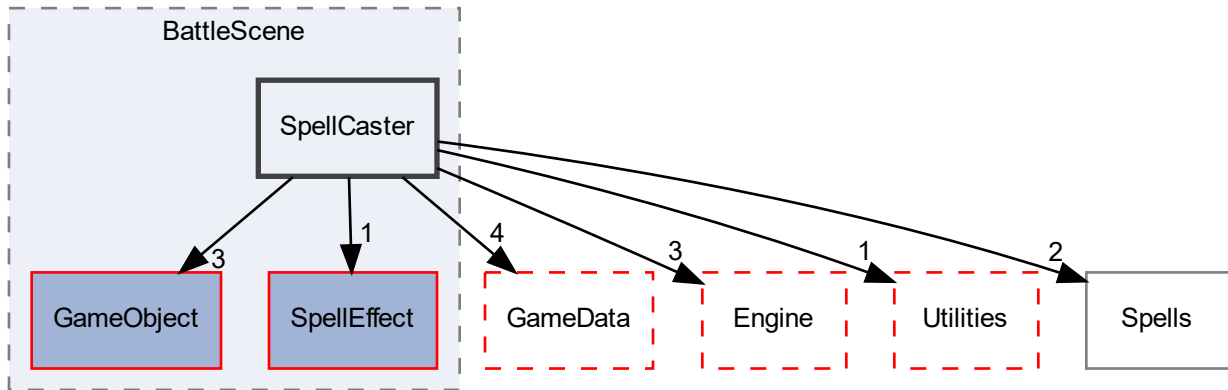 BattleScene
SpellCaster
3
1
4
3
1
2
GameObject
SpellEffect
GameData
Engine
Utilities
Spells